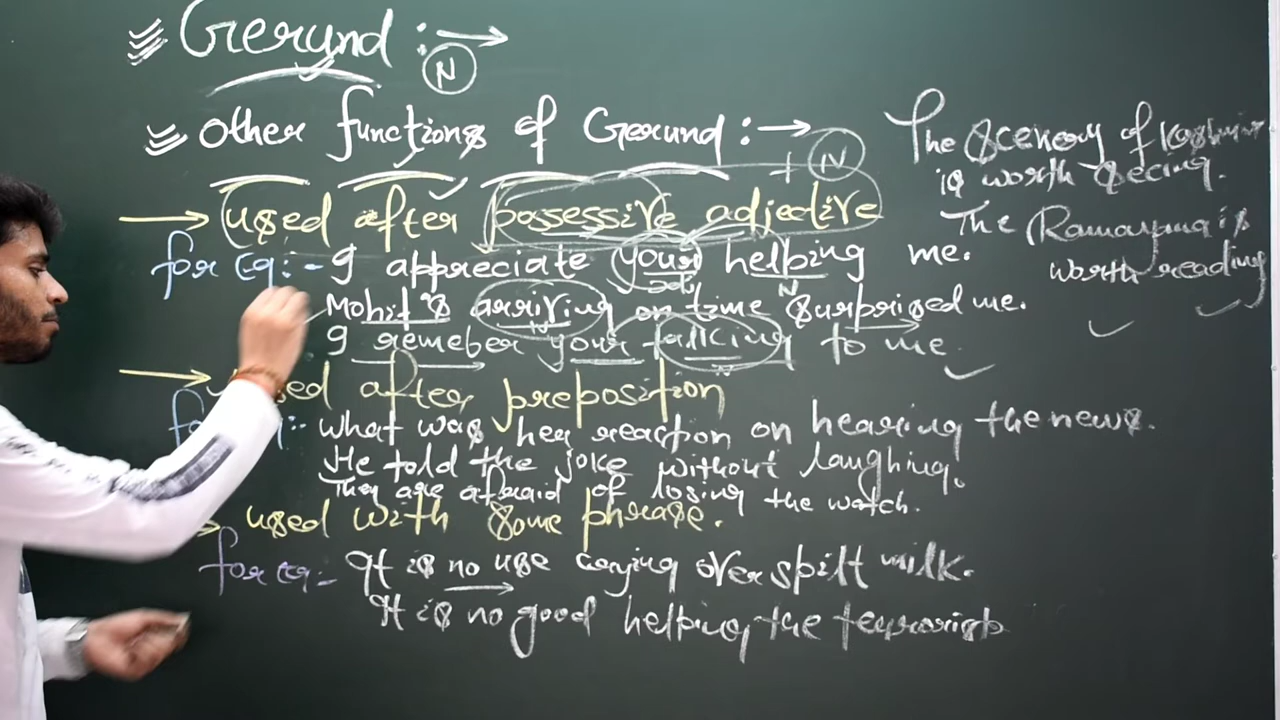 Gerund :→
N
Other functions of Gerund :→
+ N
used after possessive adjective
for eg:- I appreciate your helping me.
N
Mohit's arriving on time surprised me.
N
I remeber your talking to me
N
used after preposition
for eg:- what was her reaction on hearing the news.
He told the joke without laughing.
They are afraid of losing the watch.
used with some phrase.
for eg:- It is no use crying over spilt milk.
It is no good helping the terrorist
The Scenery of Kashmir
is worth seeing.
The Ramayana is
worth reading